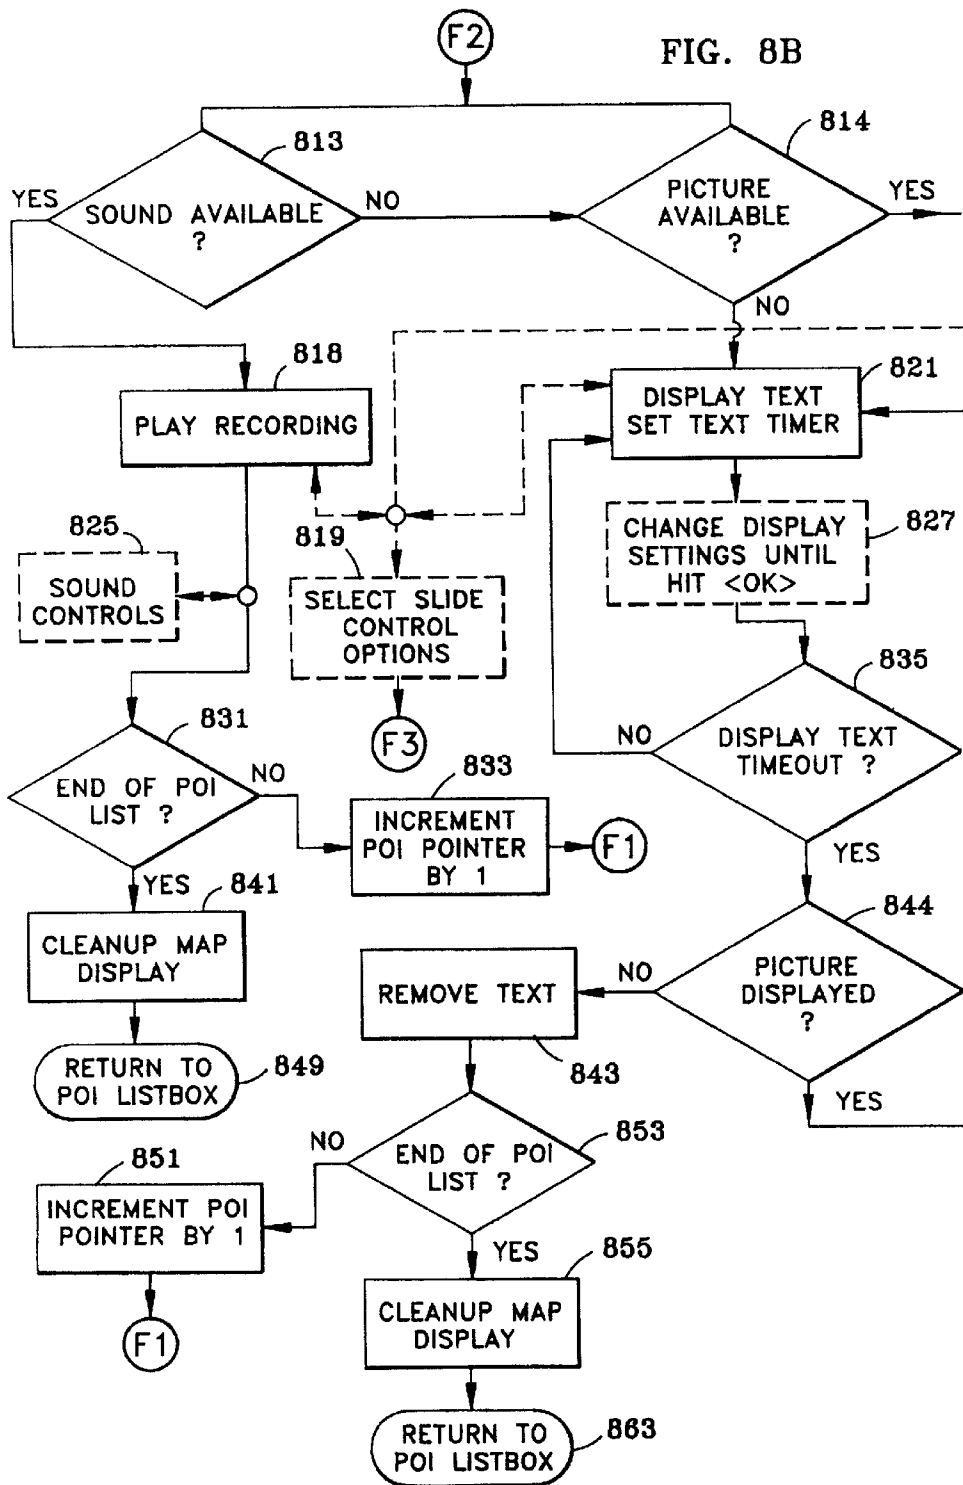 F2
FIG. 8B
813
814
YES
SOUND AVAILABLE
?
NO
PICTURE
AVAILABLE
?
YES
NO
818
PLAY RECORDING
821
DISPLAY TEXT
SET TEXT TIMER
825
SOUND
CONTROLS
819
SELECT SLIDE
CONTROL
OPTIONS
F3
CHANGE DISPLAY
SETTINGS UNTIL
HIT <OK>
827
835
NO
DISPLAY TEXT
TIMEOUT ?
YES
831
END OF POI
LIST ?
NO
833
INCREMENT
POI POINTER
BY 1
F1
YES
841
CLEANUP MAP
DISPLAY
844
NO
PICTURE
DISPLAYED
?
YES
REMOVE TEXT
843
RETURN TO
POI LISTBOX
849
853
NO
END OF POI
LIST ?
YES
851
INCREMENT POI
POINTER BY 1
F1
855
CLEANUP MAP
DISPLAY
RETURN TO
POI LISTBOX
863